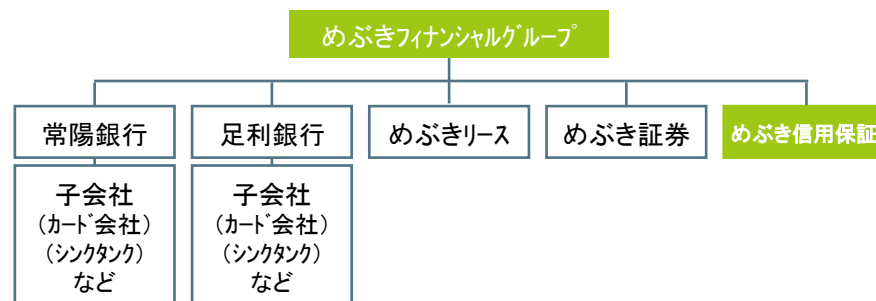 めぶきフィナンシャルグループ
常陽銀行
足利銀行
めぶきリース
めぶき証券
めぶき信用保証
子会社
(カード会社)
(シンクタンク)
など
子会社
(カード会社)
(シンクタンク)
など